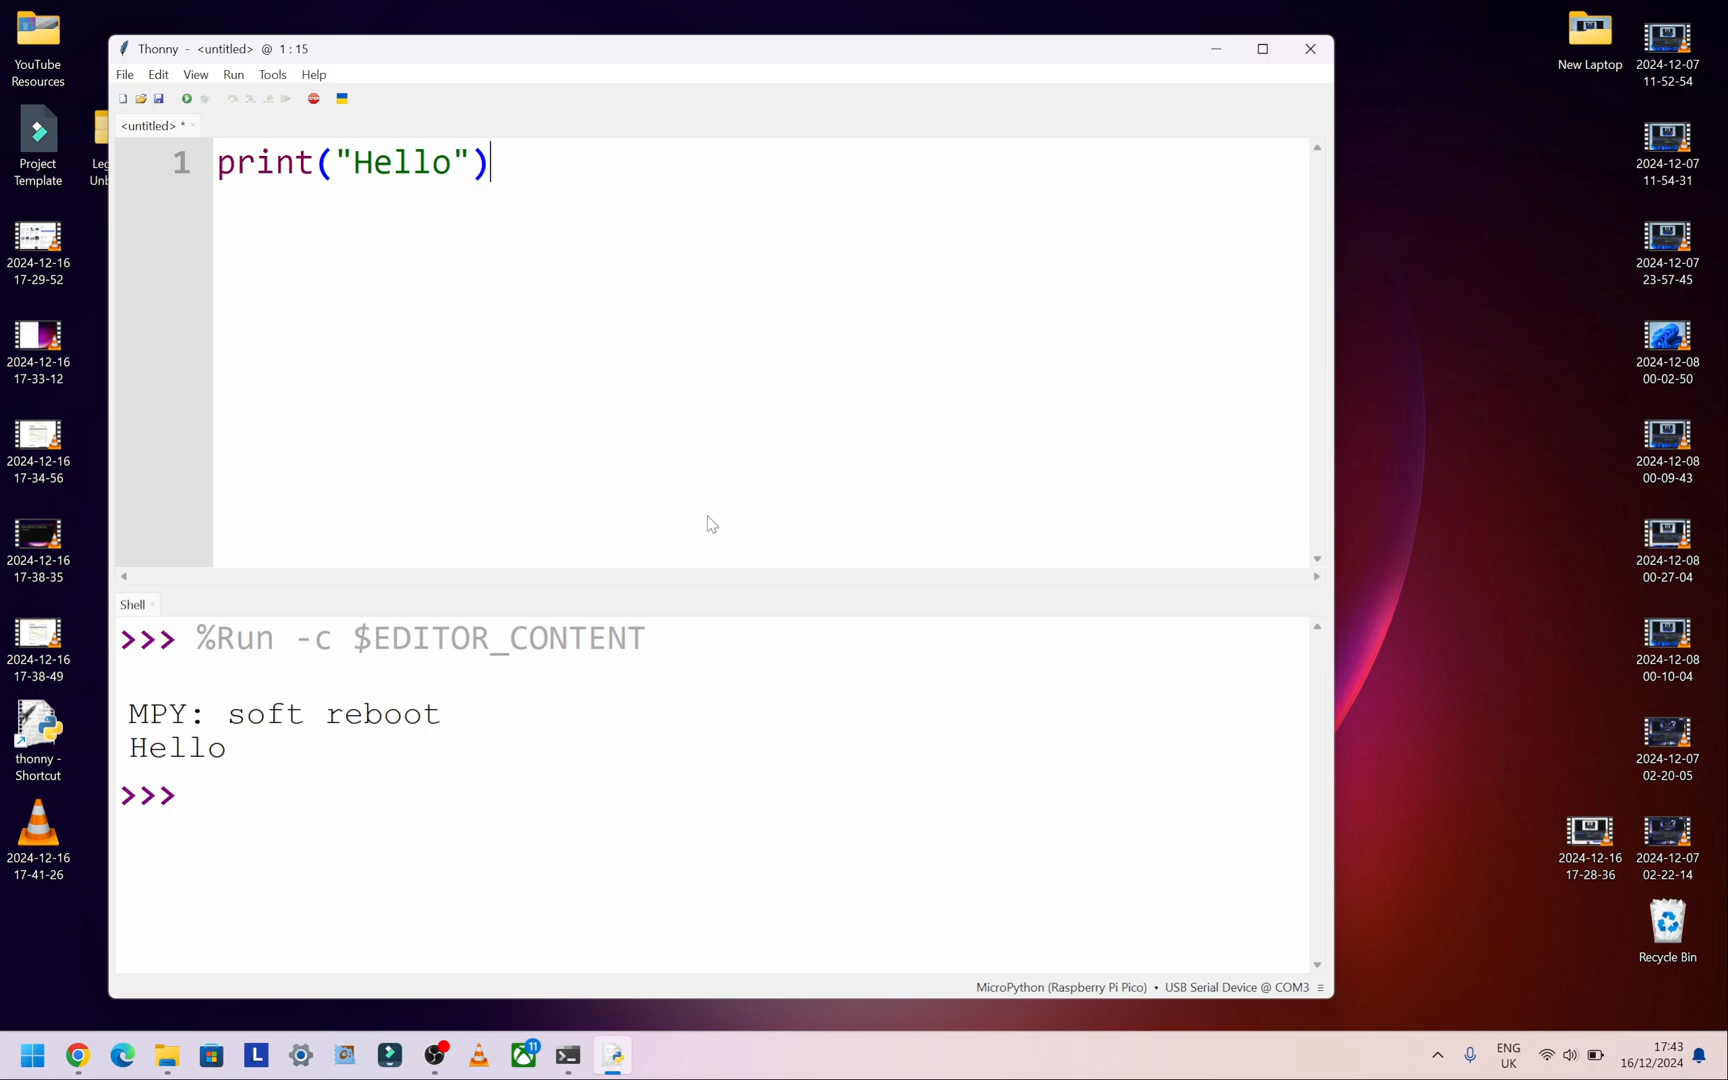 YouTube
Resources
Project
Template
Leg
Unb
2024-12-16
17-29-52
2024-12-16
17-33-12
2024-12-16
17-34-56
2024-12-16
17-38-35
2024-12-16
17-38-49
thonny -
Shortcut
2024-12-16
17-41-26
Thonny - <untitled> @ 1 : 15
File Edit View Run Tools Help
STOP
<untitled> *
1 print("Hello")
Shell
>>> %Run -c $EDITOR_CONTENT
MPY: soft reboot
Hello
>>>
MicroPython (Raspberry Pi Pico) • USB Serial Device @ COM3 ≡
New Laptop
2024-12-07
11-52-54
2024-12-07
11-54-31
2024-12-07
23-57-45
2024-12-08
00-02-50
2024-12-08
00-09-43
2024-12-08
00-27-04
2024-12-08
00-10-04
2024-12-07
02-20-05
2024-12-16
17-28-36
2024-12-07
02-22-14
Recycle Bin
L
11
ENG
UK
17:43
16/12/2024